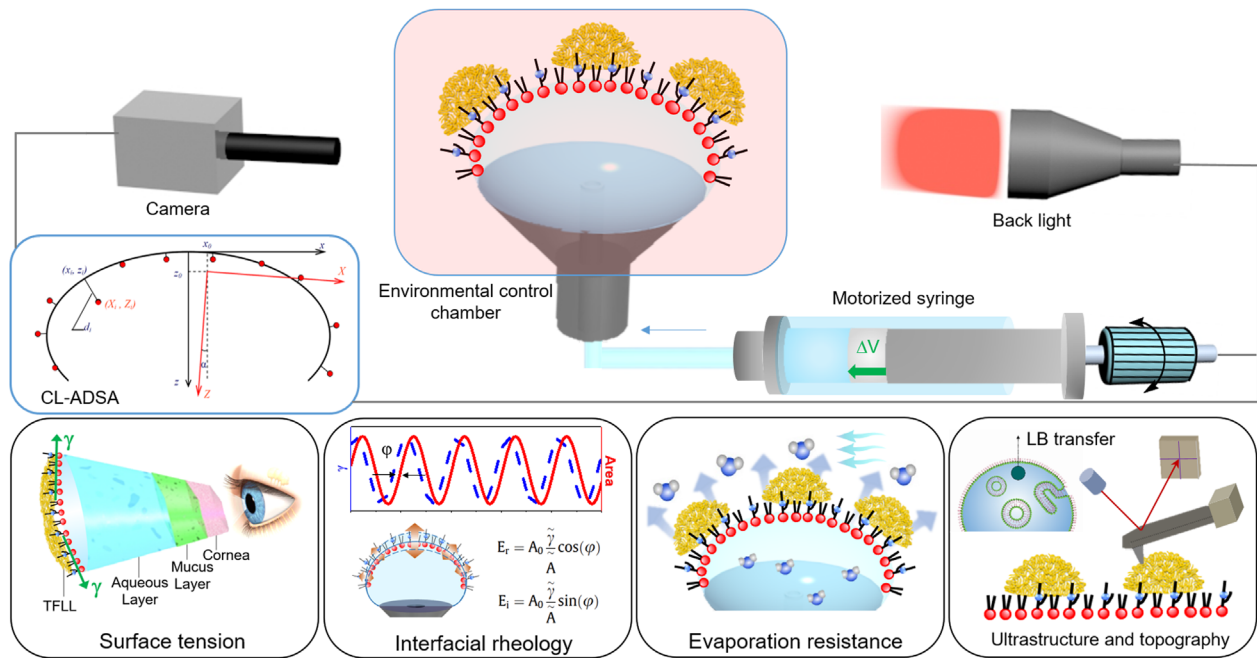 Camera
Back light
Environmental control
chamber
Motorized syringe
ΔV
x₀
x
(xᵢ, zᵢ)
z₀
X
(Xᵢ , Zᵢ)
dᵢ
α
z
Z
CL-ADSA
γ
γ
TFLL
Aqueous
Layer
Mucus
Layer
Cornea
Surface tension
γ
φ
Area
Eᵣ = A₀ γ̃/Ã cos(φ)
Eᵢ = A₀ γ̃/Ã sin(φ)
Interfacial rheology
Evaporation resistance
LB transfer
Ultrastructure and topography